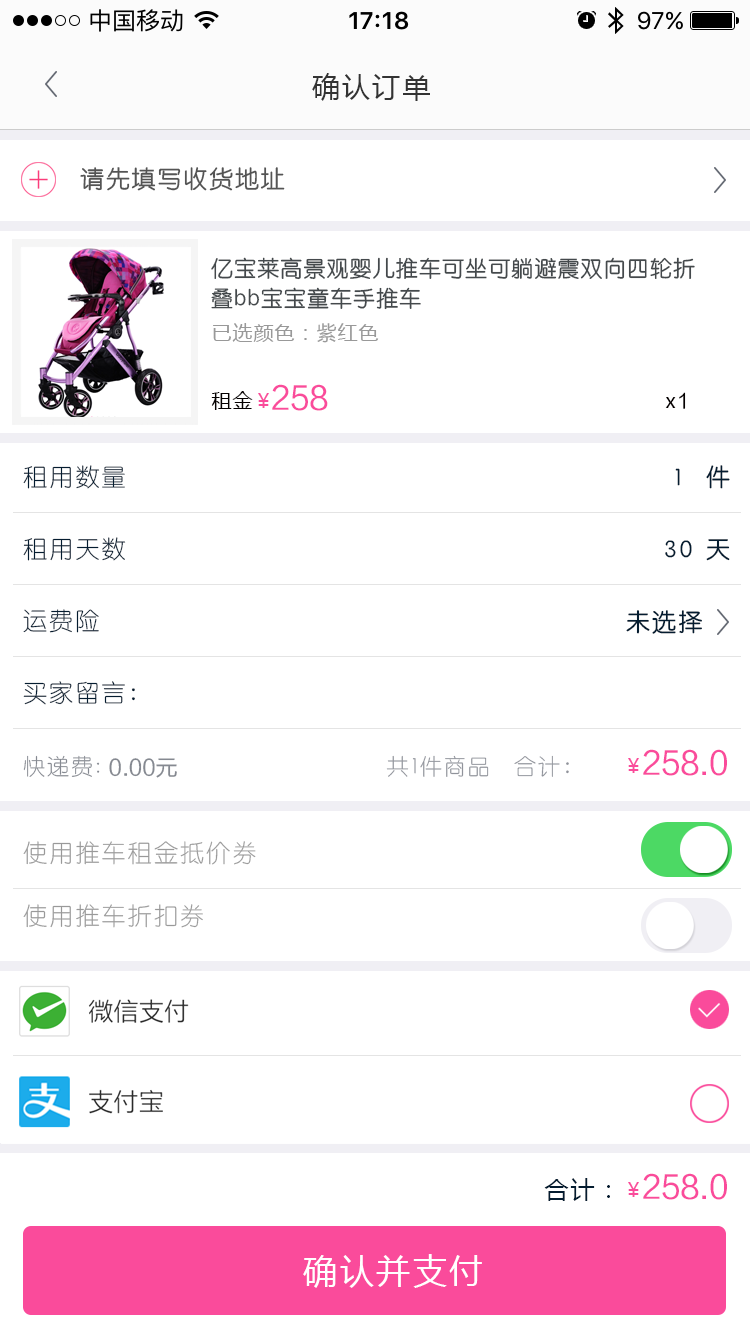 中国移动 17:18 97%
确认订单
请先填写收货地址
亿宝莱高景观婴儿推车可坐可躺避震双向四轮折
叠bb宝宝童车手推车
已选颜色：紫红色
租金 ¥258 x1
租用数量 1 件
租用天数 30 天
运费险 未选择
买家留言：
快递费: 0.00元 共1件商品 合计： ¥258.0
使用推车租金抵价券
使用推车折扣券
微信支付
支 支付宝
合计： ¥258.0
确认并支付